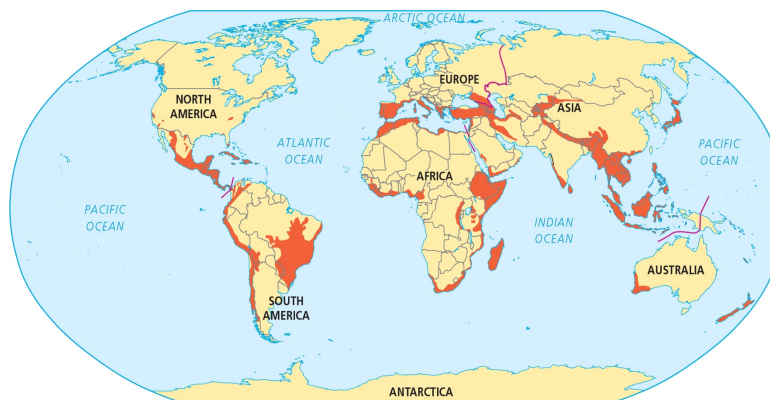 ARCTIC OCEAN
EUROPE
NORTH
AMERICA
ASIA
ATLANTIC
OCEAN
PACIFIC
OCEAN
AFRICA
PACIFIC
OCEAN
INDIAN
OCEAN
AUSTRALIA
SOUTH
AMERICA
ANTARCTICA